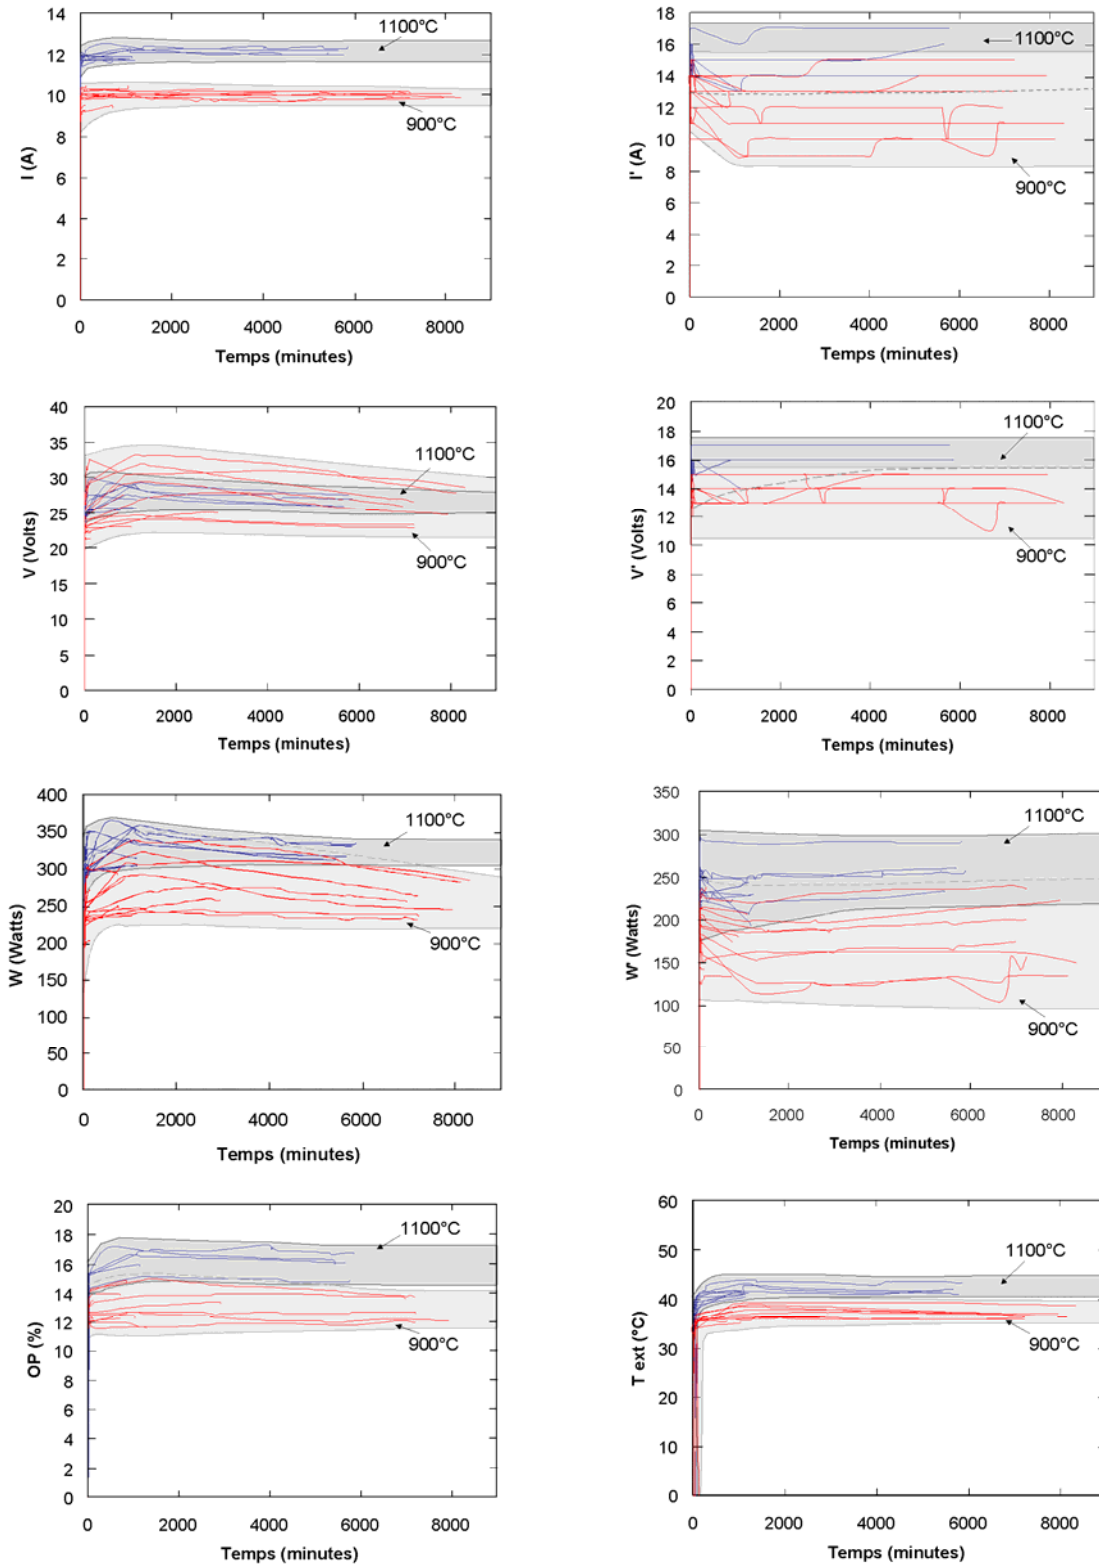 I (A)
14
12
10
8
6
4
2
0
1100°C
900°C
0 2000 4000 6000 8000
Temps (minutes)
I' (A)
18
16
14
12
10
8
6
4
2
0
1100°C
900°C
0 2000 4000 6000 8000
Temps (minutes)
V (Volts)
40
35
30
25
20
15
10
5
0
1100°C
900°C
0 2000 4000 6000 8000
Temps (minutes)
V' (Volts)
20
18
16
14
12
10
8
6
4
2
0
1100°C
900°C
0 2000 4000 6000 8000
Temps (minutes)
W (Watts)
400
350
300
250
200
150
100
50
0
1100°C
900°C
0 2000 4000 6000 8000
Temps (minutes)
W' (Watts)
350
300
250
200
150
100
50
0
1100°C
900°C
0 2000 4000 6000 8000
Temps (minutes)
OP (%)
20
18
16
14
12
10
8
6
4
2
0
1100°C
900°C
0 2000 4000 6000 8000
Temps (minutes)
T ext (°C)
60
50
40
30
20
10
0
1100°C
900°C
0 2000 4000 6000 8000
Temps (minutes)